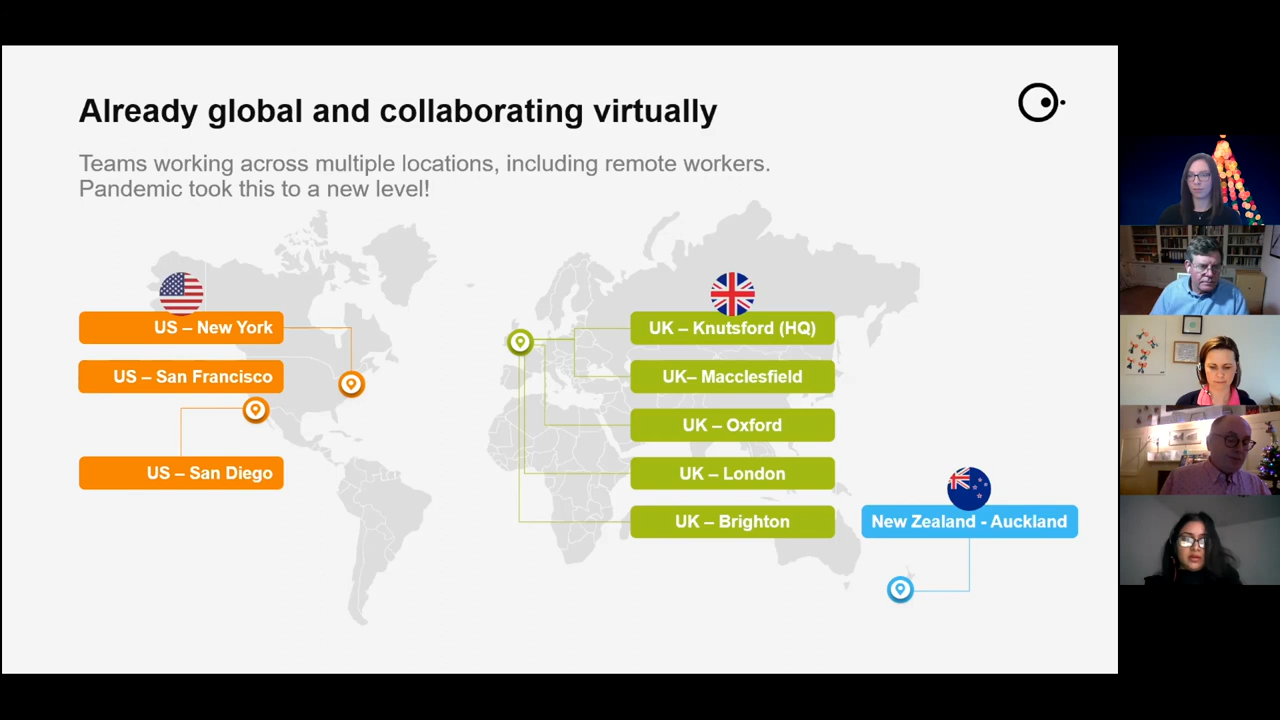 Already global and collaborating virtually
Teams working across multiple locations, including remote workers.
Pandemic took this to a new level!
US – New York
US – San Francisco
US – San Diego
UK – Knutsford (HQ)
UK– Macclesfield
UK – Oxford
UK – London
UK – Brighton
New Zealand - Auckland